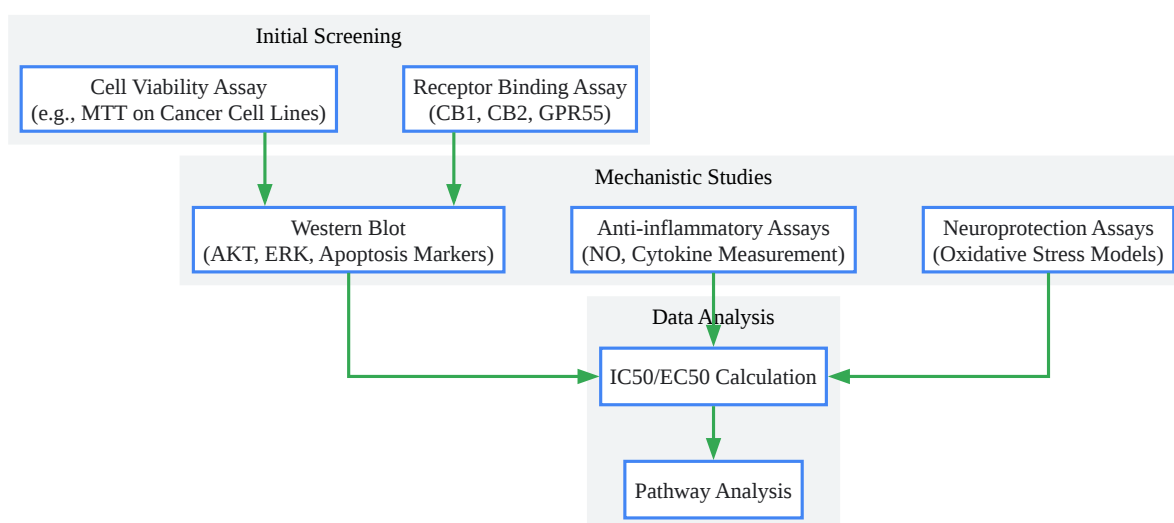 Initial Screening
Cell Viability Assay
(e.g., MTT on Cancer Cell Lines)
Receptor Binding Assay
(CB1, CB2, GPR55)
Mechanistic Studies
Western Blot
(AKT, ERK, Apoptosis Markers)
Anti-inflammatory Assays
(NO, Cytokine Measurement)
Neuroprotection Assays
(Oxidative Stress Models)
Data Analysis
IC50/EC50 Calculation
Pathway Analysis